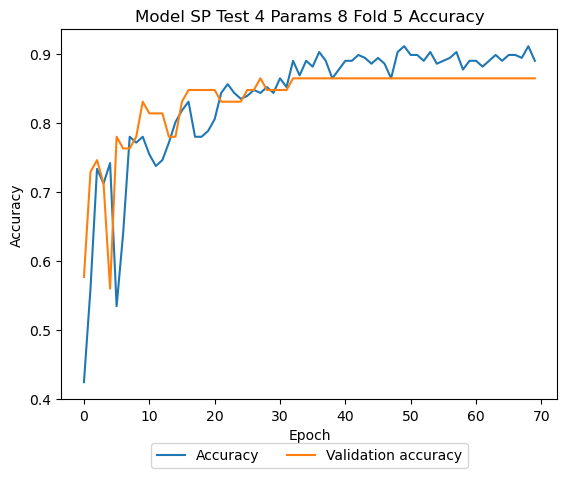 Model SP Test 4 Params 8 Fold 5 Accuracy
0.9
0.8
0.7
0.6
0.5
0.4
Accuracy
0 10 20 30 40 50 60 70
Epoch
Accuracy Validation accuracy